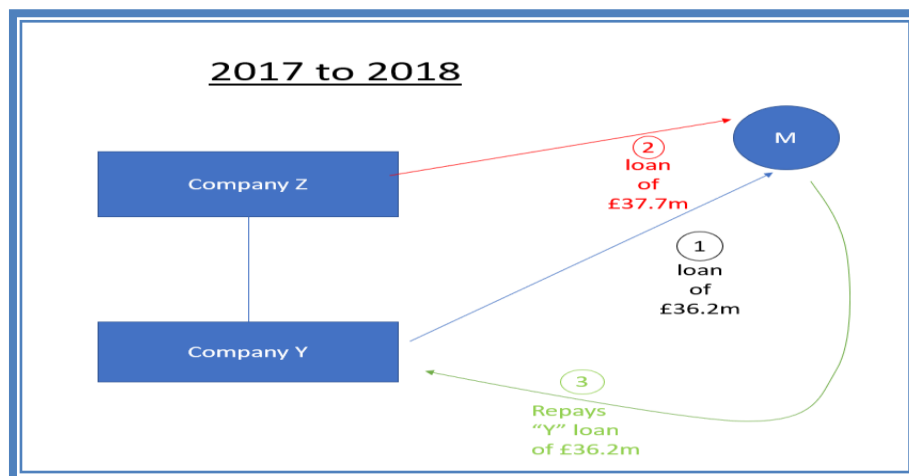 2017 to 2018
M
Company Z
2
loan
of
£37.7m
1
loan
of
£36.2m
Company Y
3
Repays
“Y” loan
of £36.2m